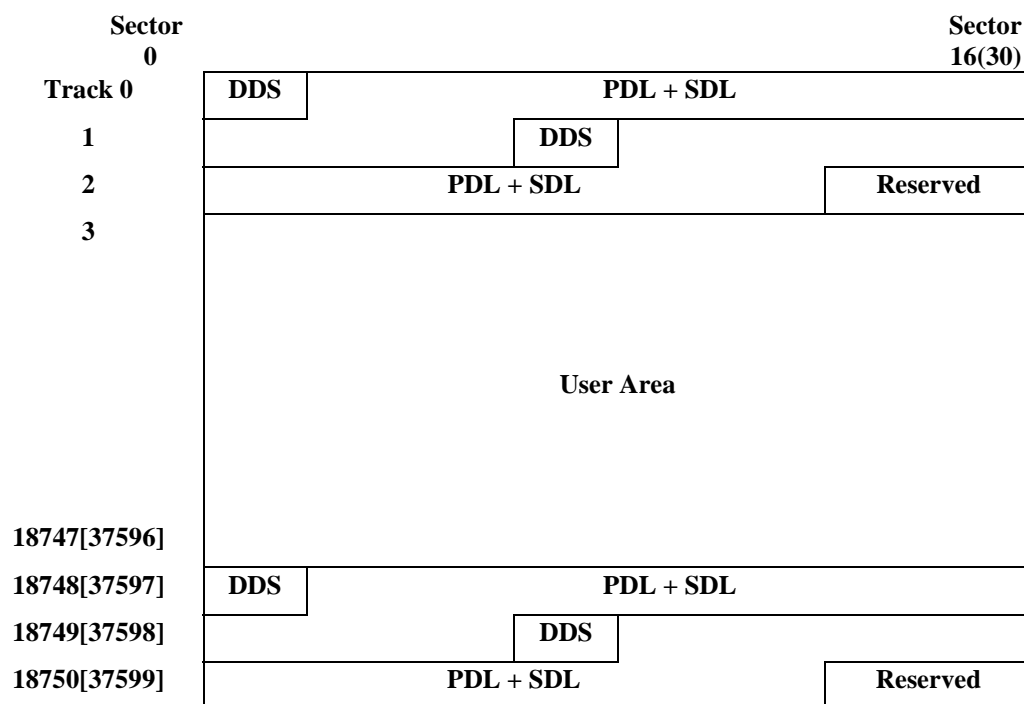 Sector Sector
0 16(30)
Track 0 DDS PDL + SDL
1 DDS
2 PDL + SDL Reserved
3
User Area
18747[37596]
18748[37597] DDS PDL + SDL
18749[37598] DDS
18750[37599] PDL + SDL Reserved